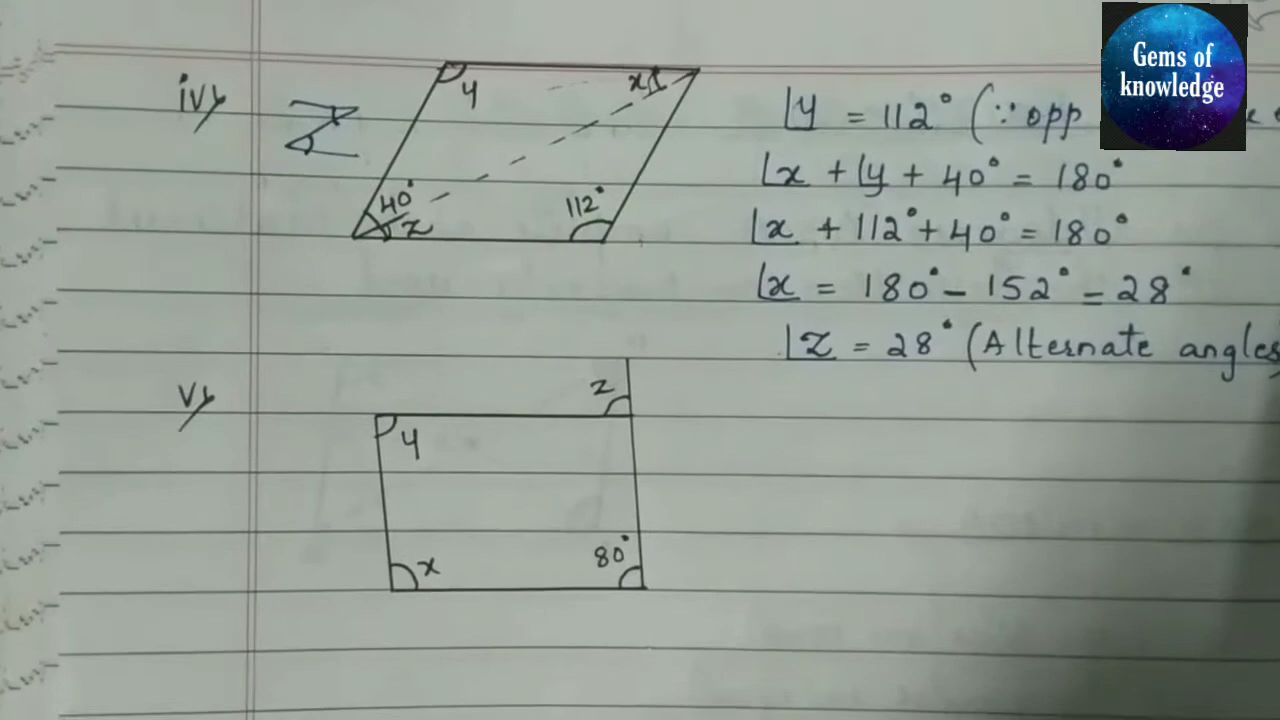 Gems of
knowledge
iv)
y
x
40°
z
112°
∠y = 112° (∵ opp
∠x + ∠y + 40° = 180°
∠x + 112° + 40° = 180°
∠x = 180° - 152° = 28°
∠z = 28° (Alternate angles
v)
z
y
x
80°